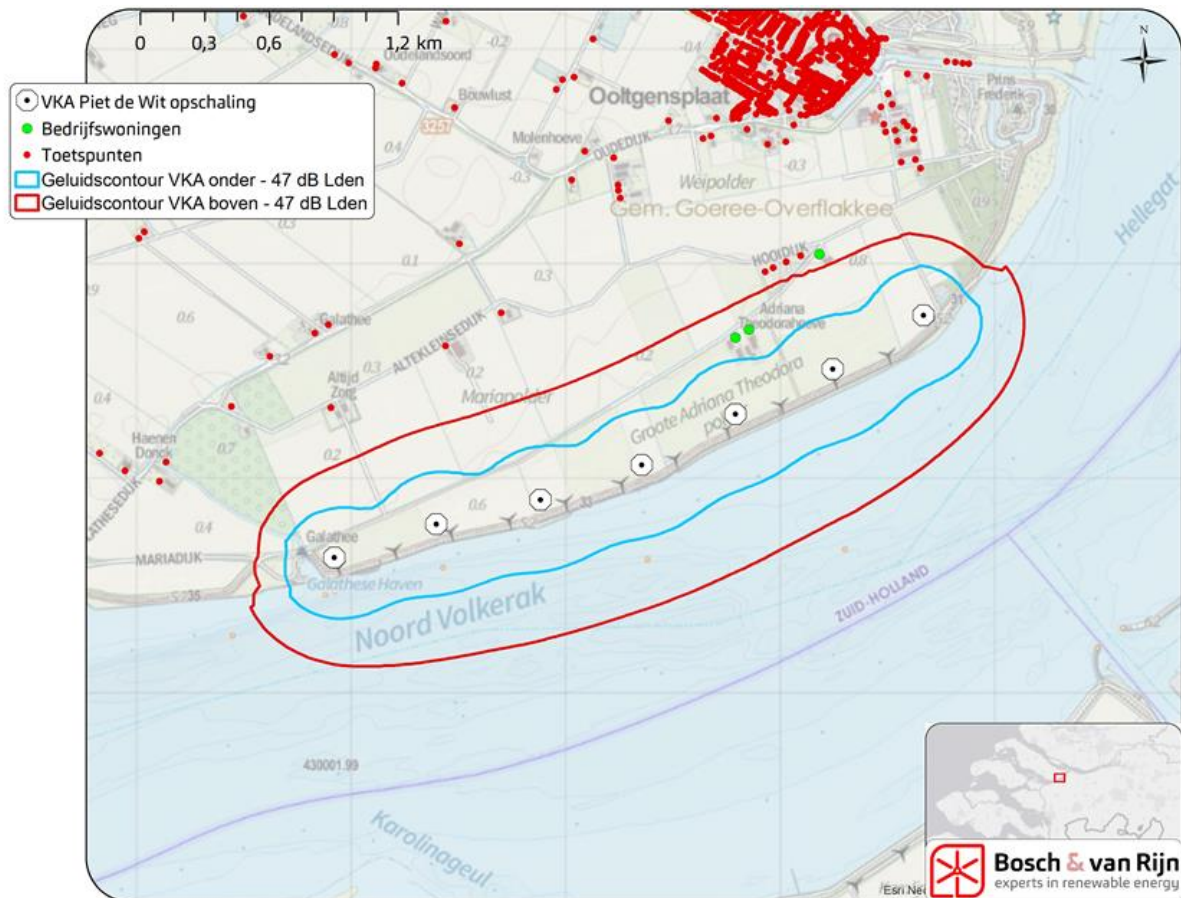 0 0,3 0,6 1,2 km
N
VKA Piet de Wit opschaling
Bedrijfswoningen
Toetspunten
Geluidscontour VKA onder - 47 dB Lden
Geluidscontour VKA boven - 47 dB Lden
Oudelandsoord
Bouwlust
Ooltgensplaat
Prins
Frederik
3257
Molenhoeve
OUDEDIJK
Weipolder
Gem. Goeree-Overflakkee
Hellegat
HOOIDIJK
Adriana
Theodorahoeve
Galathee
ALTEKLEINSEDIJK
Altijd
Zorg
Mariapolder
Groote Adriana Theodora
Haenen
Donck
MARIADIJK
Galathee
Galathese Haven
Noord Volkerak
ZUID-HOLLAND
430001.99
Karolinageul
Bosch & van Rijn
experts in renewable energy